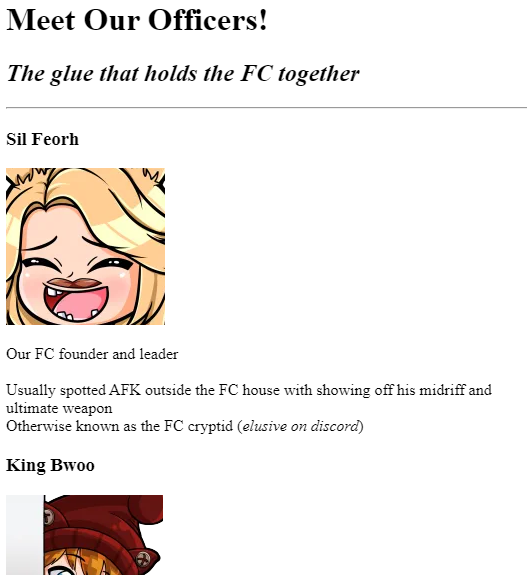 Meet Our Officers!
The glue that holds the FC together
Sil Feorh
Our FC founder and leader
Usually spotted AFK outside the FC house with showing off his midriff and
ultimate weapon
Otherwise known as the FC cryptid (elusive on discord)
King Bwoo